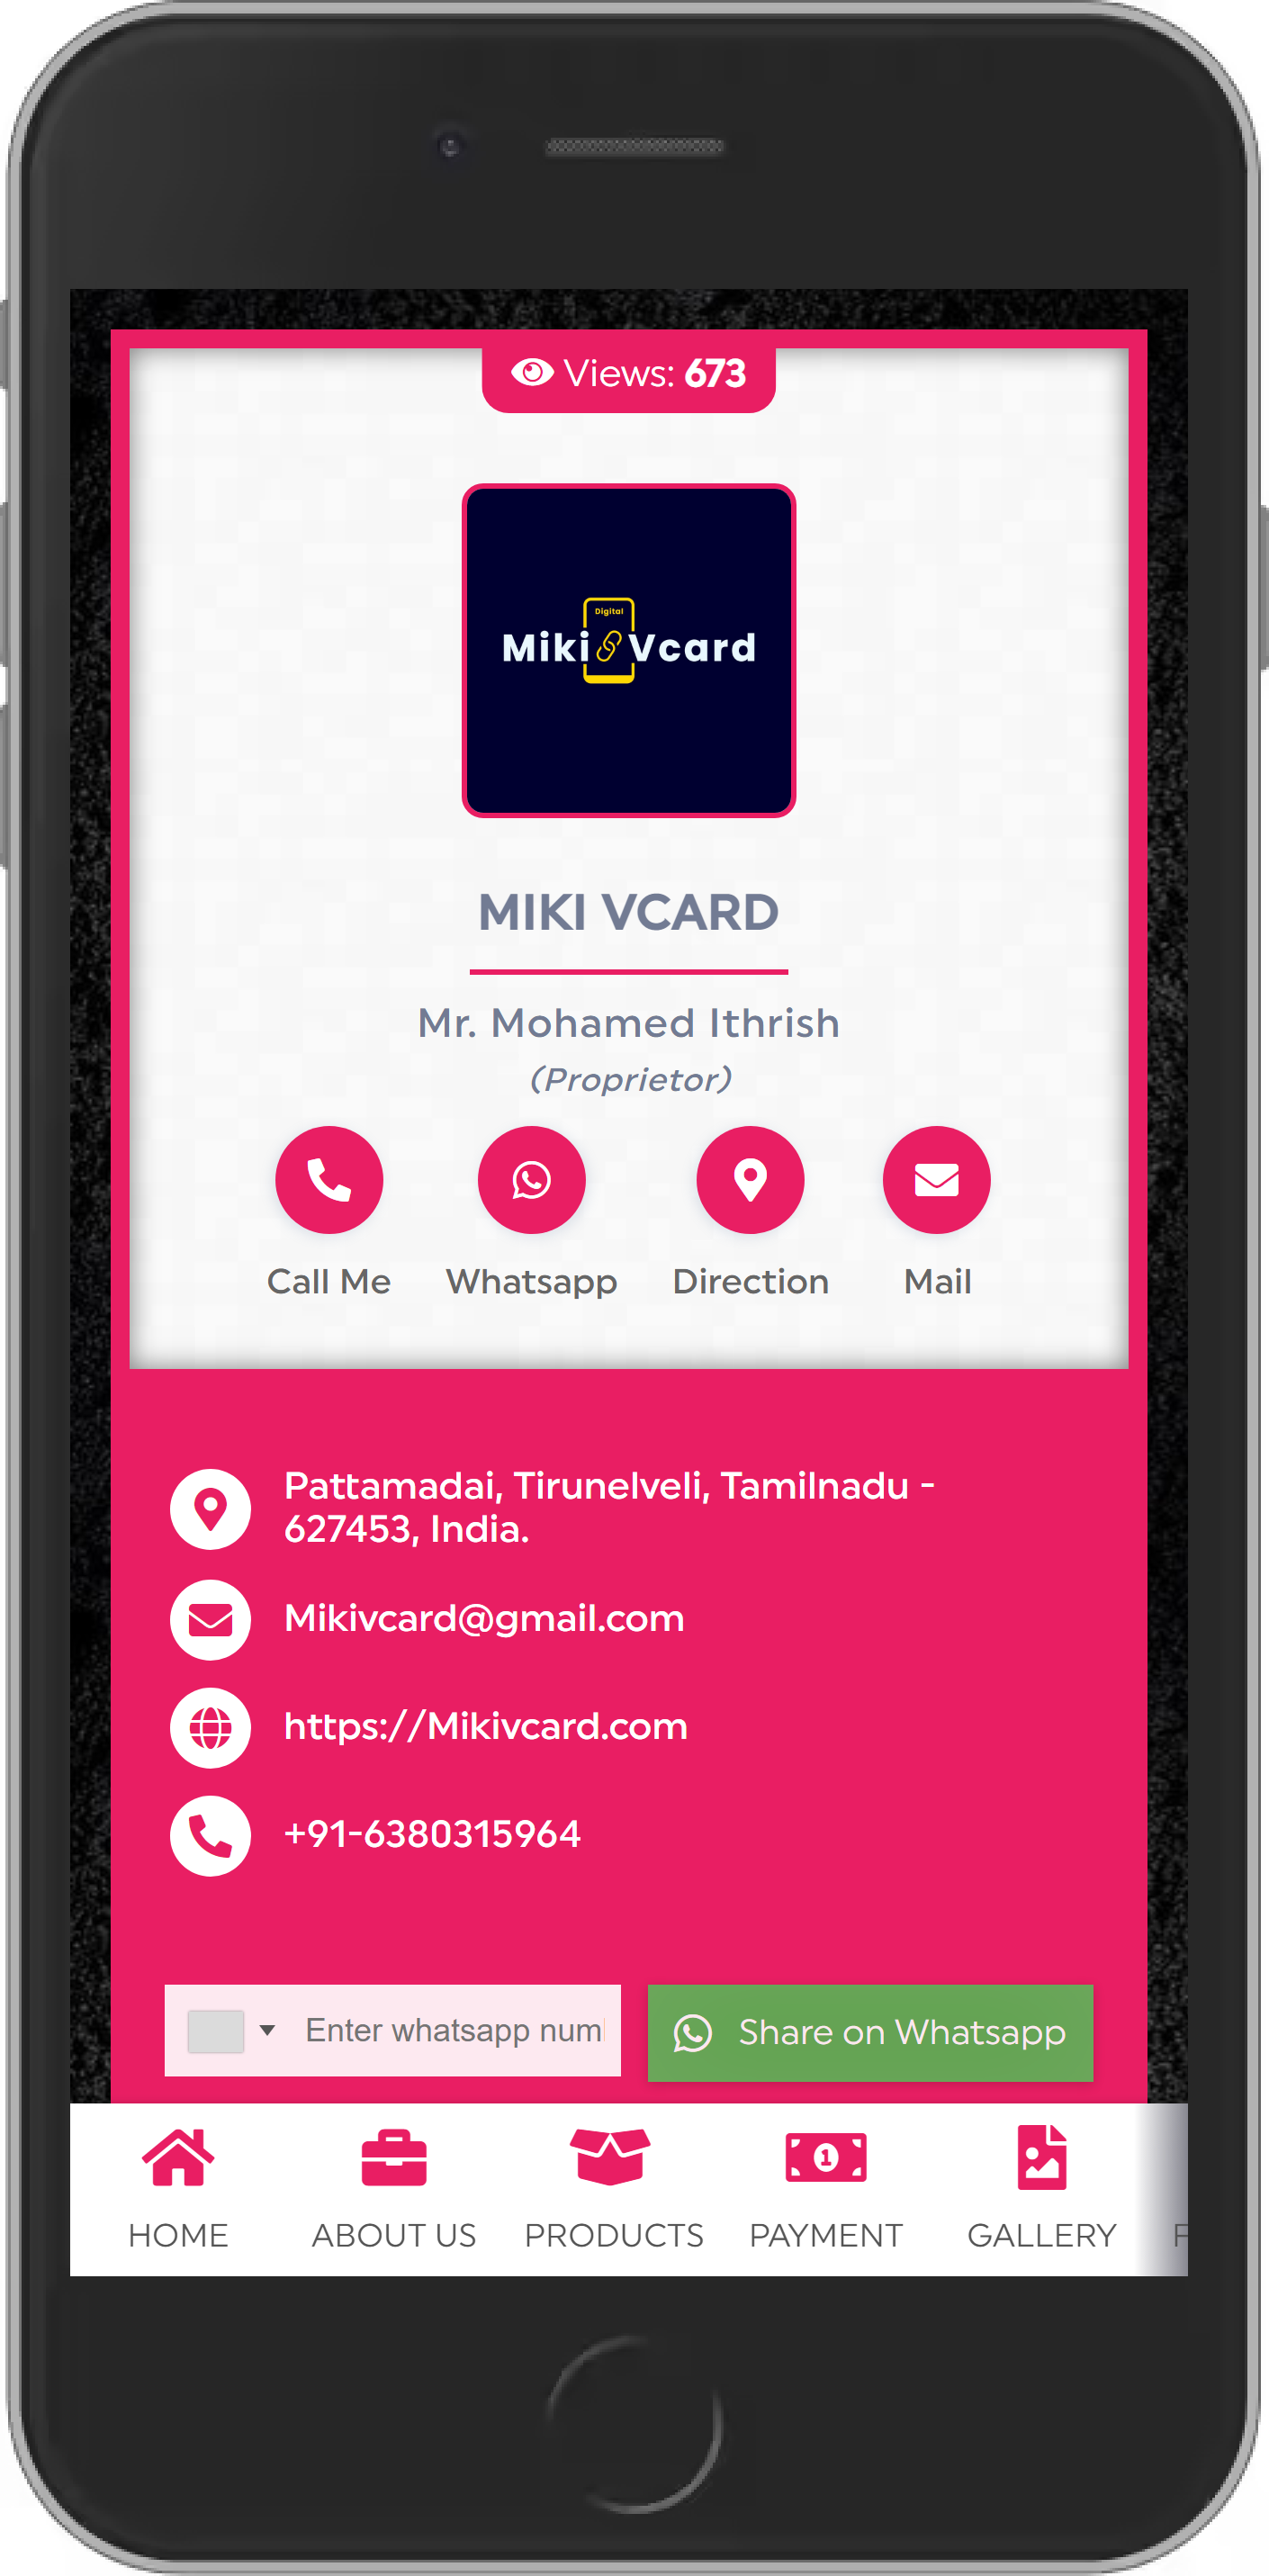 Views: 673
Digital
Miki Vcard
MIKI VCARD
Mr. Mohamed Ithrish
(Proprietor)
Call Me Whatsapp Direction Mail
Pattamadai, Tirunelveli, Tamilnadu -
627453, India.
Mikivcard@gmail.com
https://Mikivcard.com
+91-6380315964
Enter whatsapp Share on Whatsapp
1
HOME ABOUT US PRODUCTS PAYMENT GALLERY